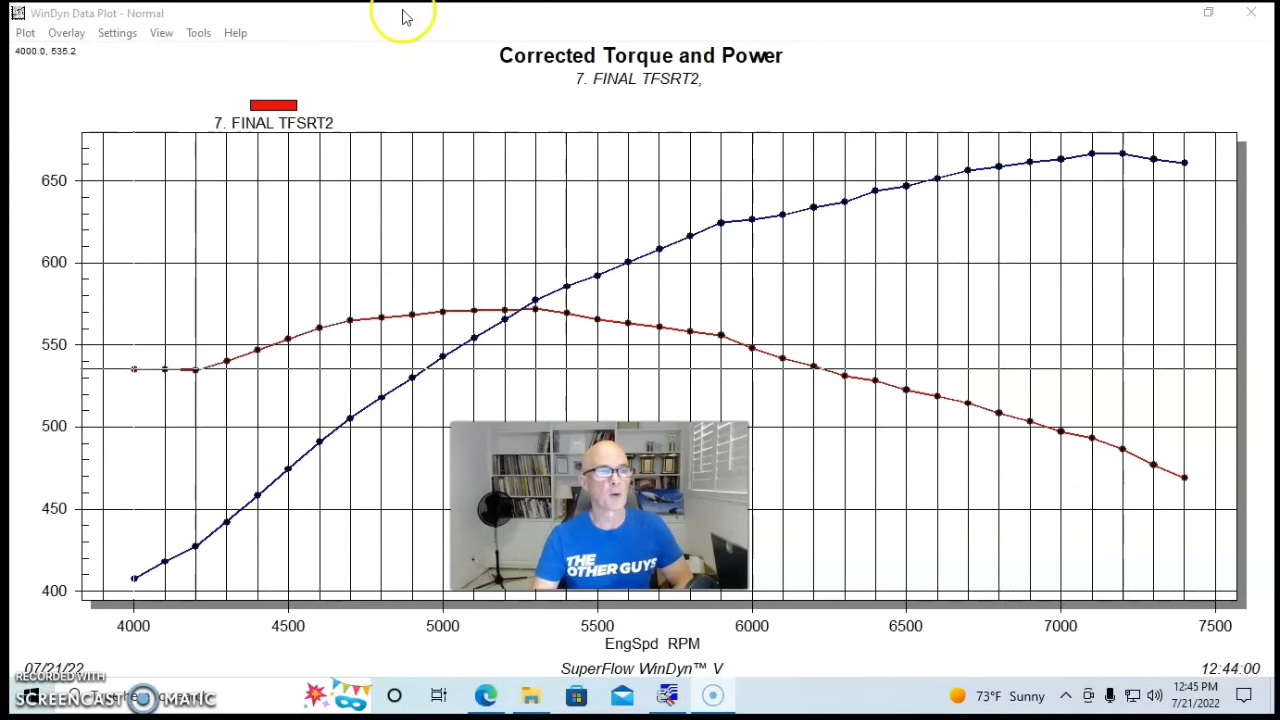 WinDyn Data Plot - Normal
Plot Overlay Settings View Tools Help
4000.0, 535.2
Corrected Torque and Power
7. FINAL TFSRT2,
7. FINAL TFSRT2
650
600
550
500
450
400
4000 4500 5000 5500 6000 6500 7000 7500
EngSpd RPM
THE
OTHER GUYS
07/21/22 SuperFlow WinDyn™ V 12:44:00
RECORDED WITH
SCREENCAST MATIC
73°F Sunny
12:45 PM
7/21/2022